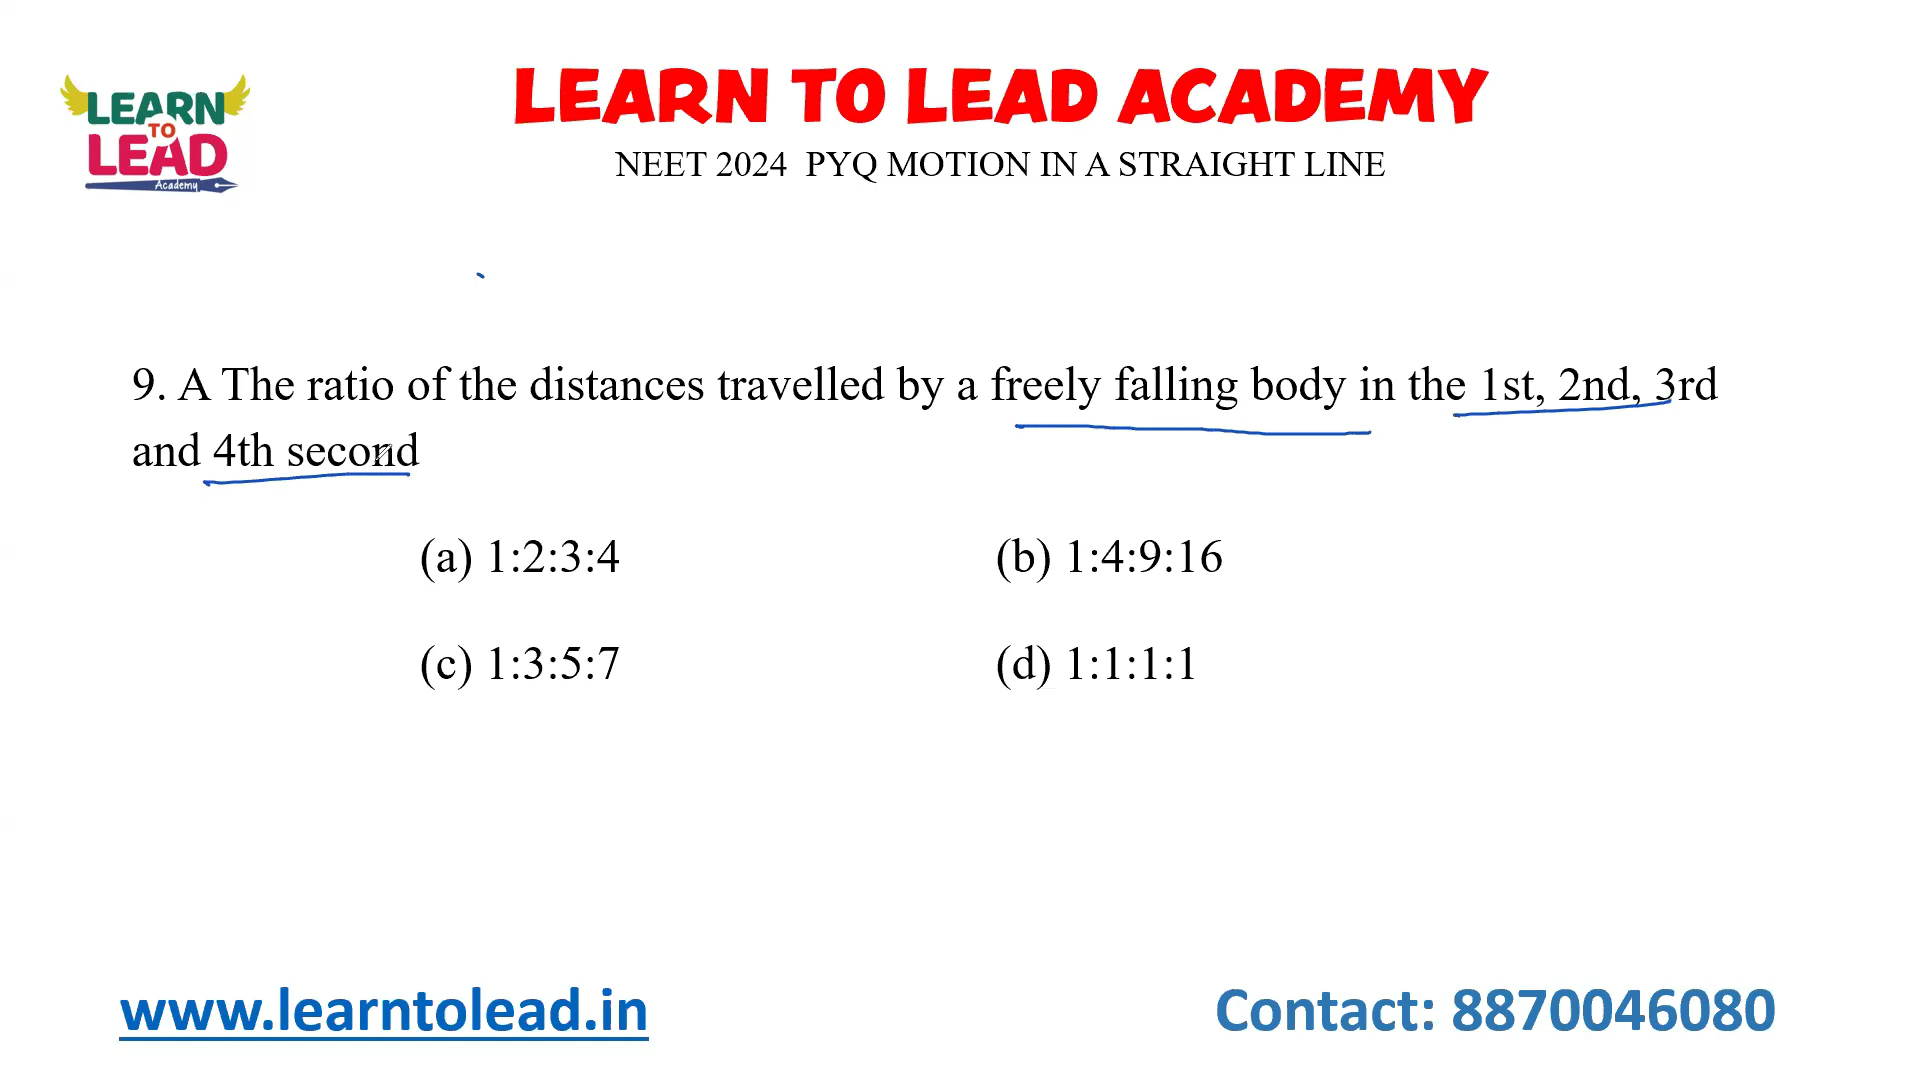 LEARN
TO
LEAD
Academy
LEARN TO LEAD ACADEMY
NEET 2024 PYQ MOTION IN A STRAIGHT LINE
9. A The ratio of the distances travelled by a freely falling body in the 1st, 2nd, 3rd
and 4th second
(a) 1:2:3:4 (b) 1:4:9:16
(c) 1:3:5:7 (d) 1:1:1:1
www.learntolead.in Contact: 8870046080